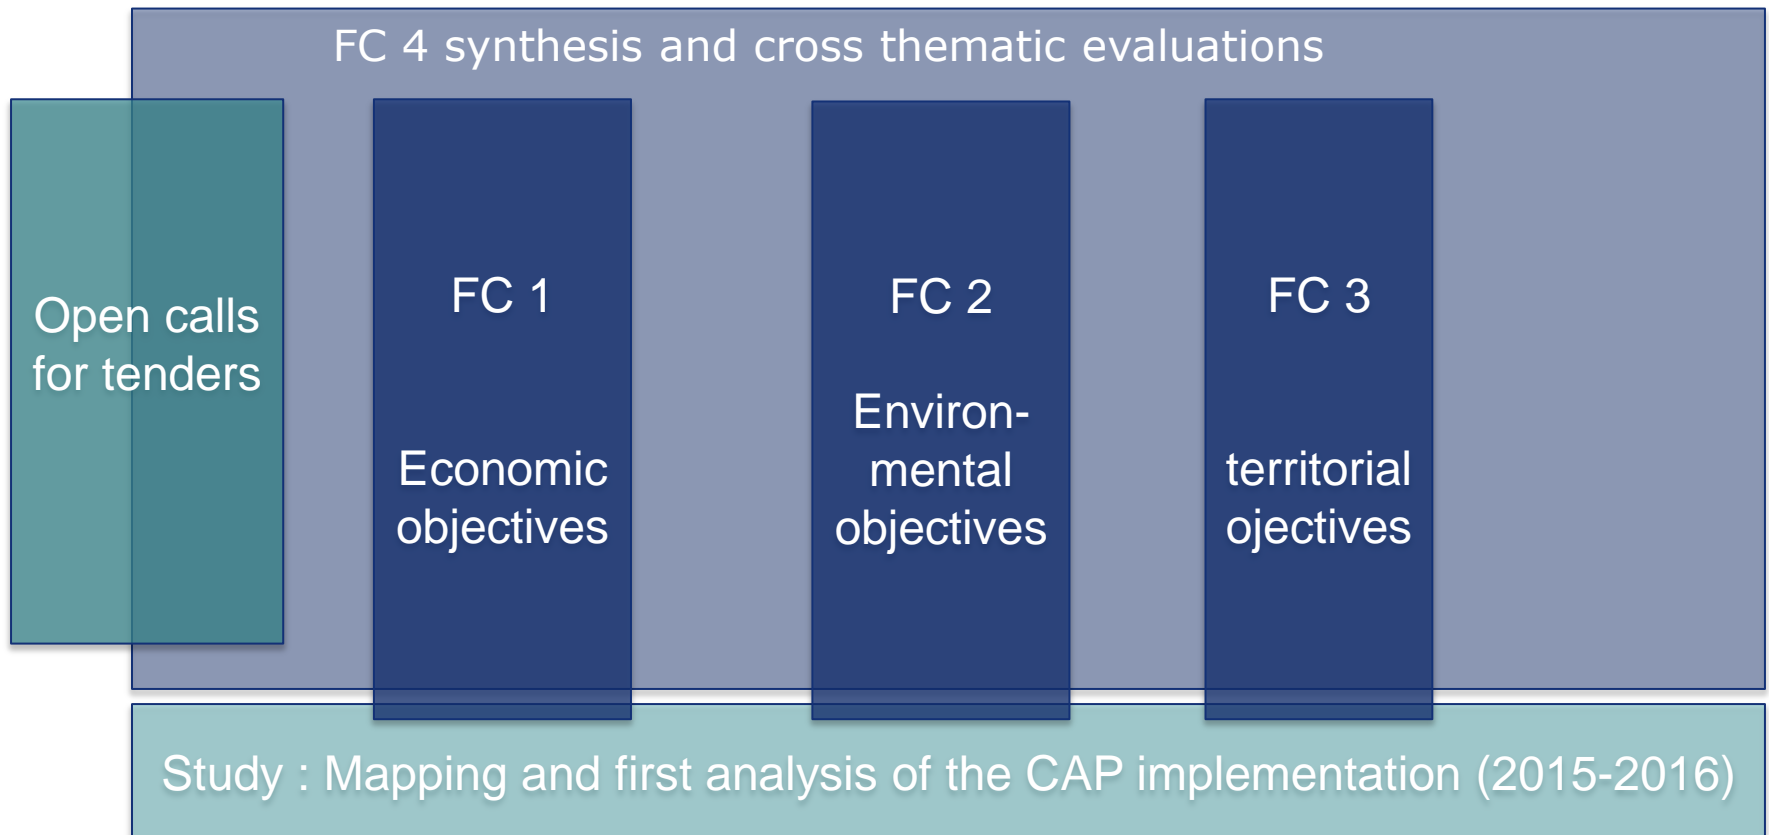 FC 4 synthesis and cross thematic evaluations
Open calls
for tenders
FC 1
Economic
objectives
FC 2
Environ-
mental
objectives
FC 3
territorial
ojectives
Study : Mapping and first analysis of the CAP implementation (2015-2016)